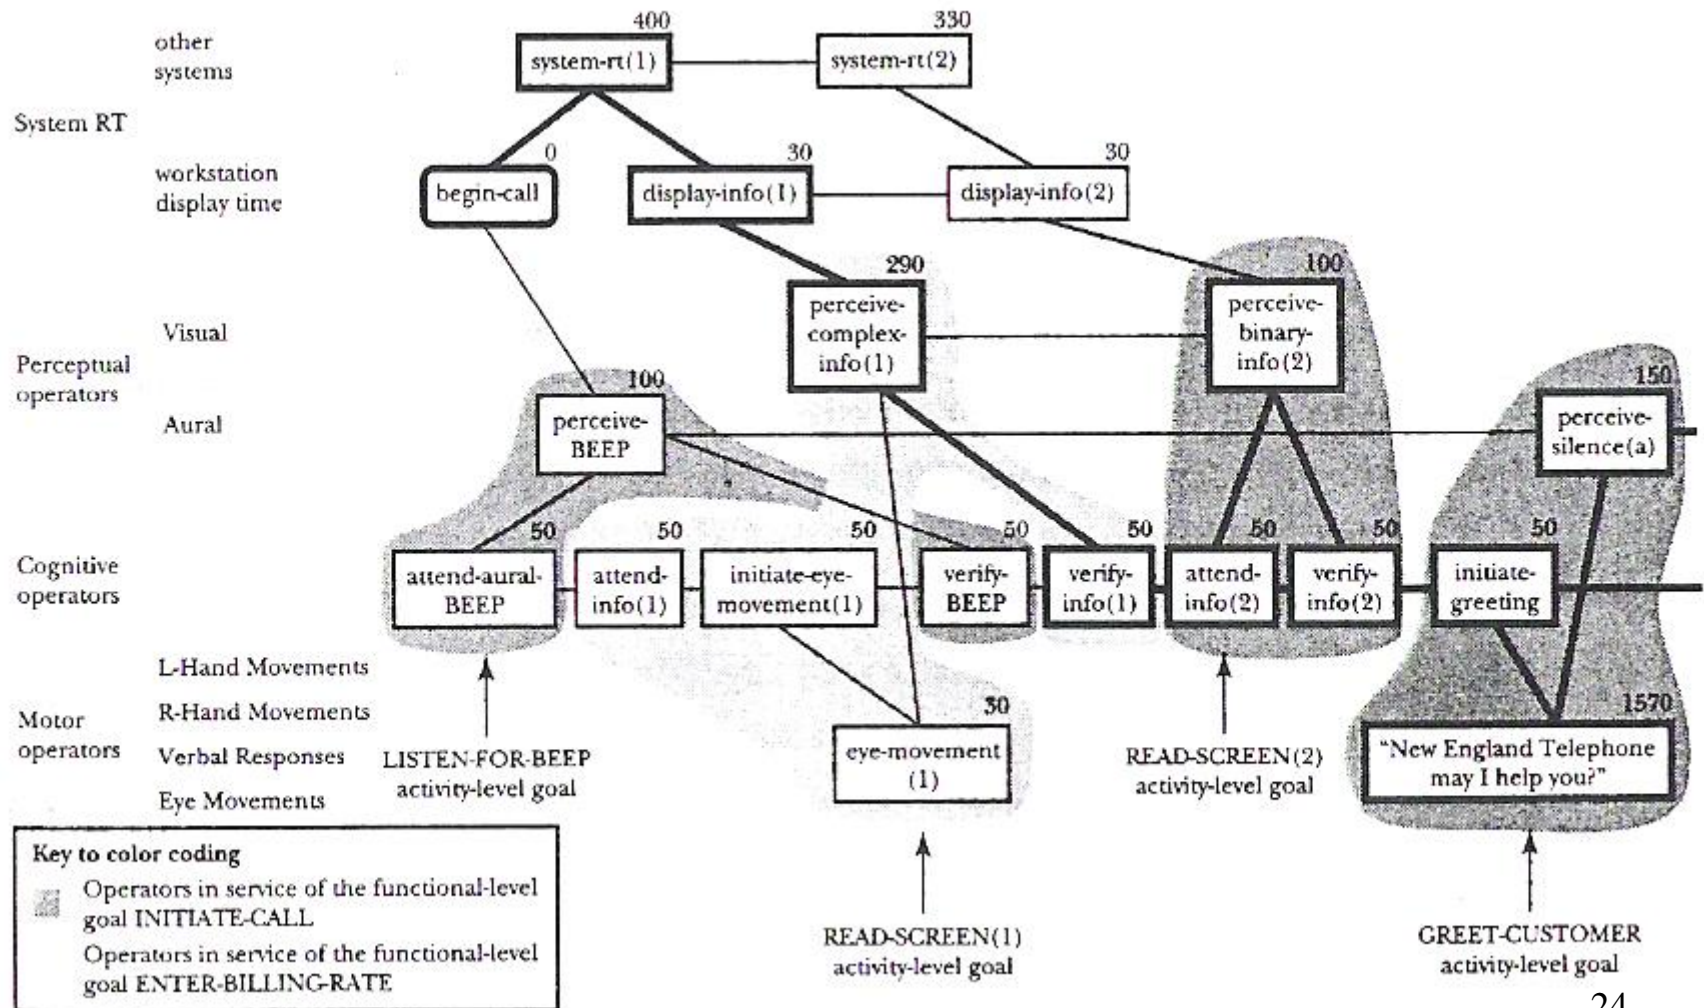 400
330
other
systems
system-rt(1)
system-rt(2)
System RT
0
30
30
workstation
display time
begin-call
display-info(1)
display-info(2)
290
100
perceive-
complex-
info(1)
perceive-
binary-
info(2)
Visual
Perceptual
operators
100
150
Aural
perceive-
BEEP
perceive-
silence(a)
50
50
50
50
50
50
50
50
Cognitive
operators
attend-aural-
BEEP
attend-
info(1)
initiate-eye-
movement(1)
verify-
BEEP
verify-
info(1)
attend-
info(2)
verify-
info(2)
initiate-
greeting
L-Hand Movements
R-Hand Movements
Motor
operators
Verbal Responses
Eye Movements
30
1570
eye-movement
(1)
"New England Telephone
may I help you?"
LISTEN-FOR-BEEP
activity-level goal
READ-SCREEN(2)
activity-level goal
Key to color coding
Operators in service of the functional-level
goal INITIATE-CALL
Operators in service of the functional-level
goal ENTER-BILLING-RATE
READ-SCREEN(1)
activity-level goal
GREET-CUSTOMER
activity-level goal
24